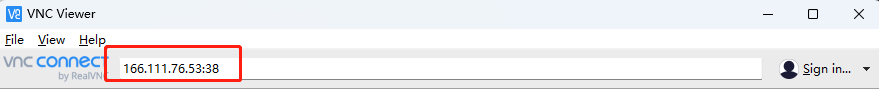 VNC Viewer
File View Help
vnc connect
by RealVNC
166.111.76.53:38
Sign in...